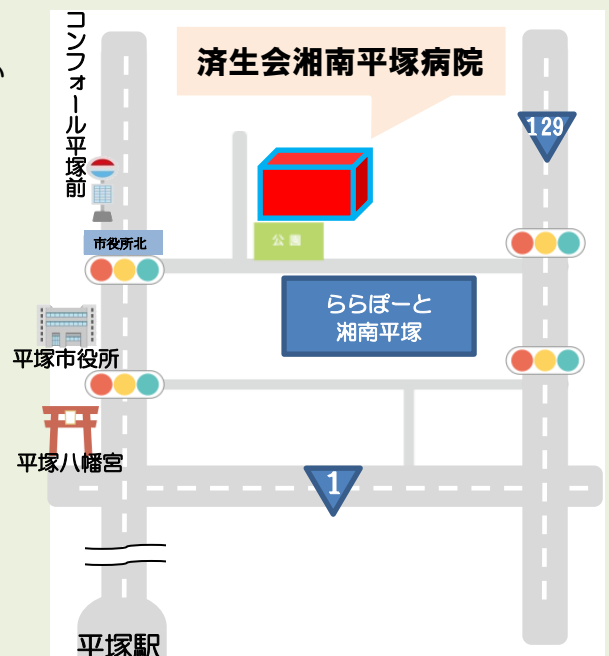 コンフォール平塚前
済生会湘南平塚病院
129
市役所北
公園
ららぽーと
湘南平塚
平塚市役所
平塚八幡宮
1
平塚駅